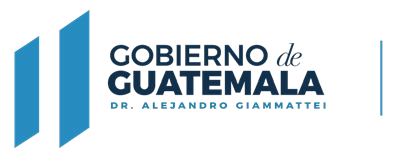 GOBIERNO de
GUATEMALA
DR. ALEJANDRO GIAMMATTEI